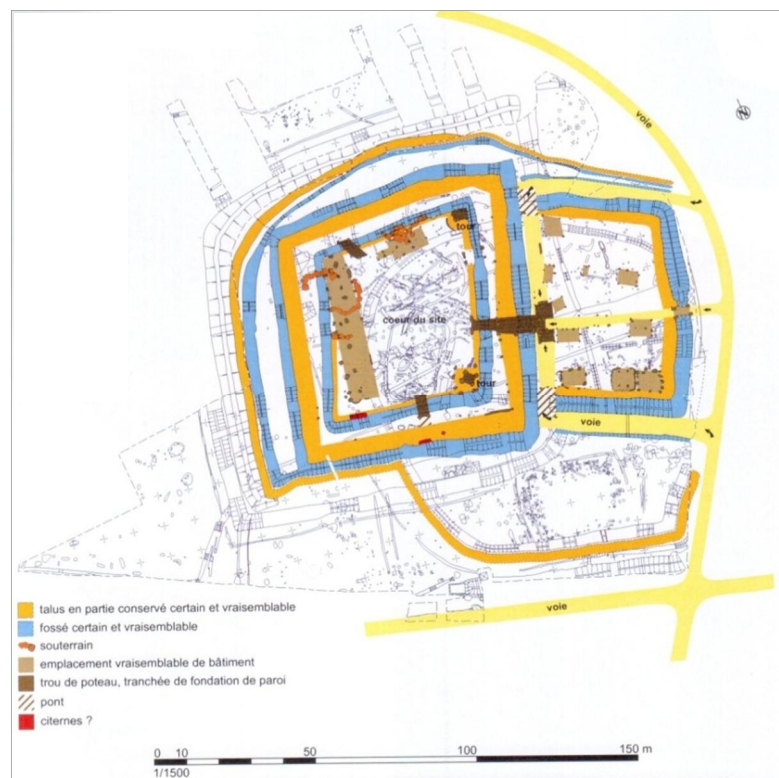 voie
N
tour
coeur du site
tour
voie
voie
talus en partie conservé certain et vraisemblable
fossé certain et vraisemblable
souterrain
emplacement vraisemblable de bâtiment
trou de poteau, tranchée de fondation de paroi
pont
citernes ?
0 10 50 100 150 m
1/1500